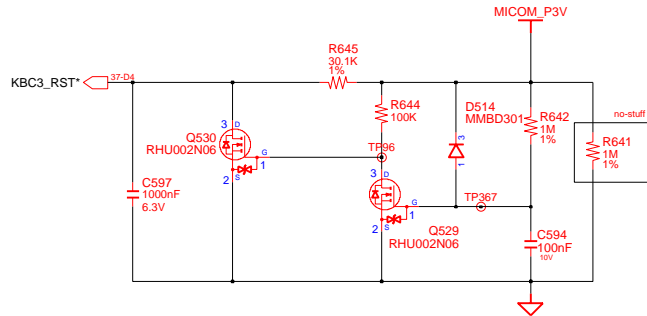 MICOM_P3V
KBC3_RST*
37-D4
R645
30.1K
1%
R644
100K
D514
MMBD301
3
1
R642
1M
1%
no-stuff
R641
1M
1%
3
D
Q530
RHU002N06
G
1
2
S
TP96
C597
1000nF
6.3V
3
D
G
1
2
S
Q529
RHU002N06
TP367
C594
100nF
10V